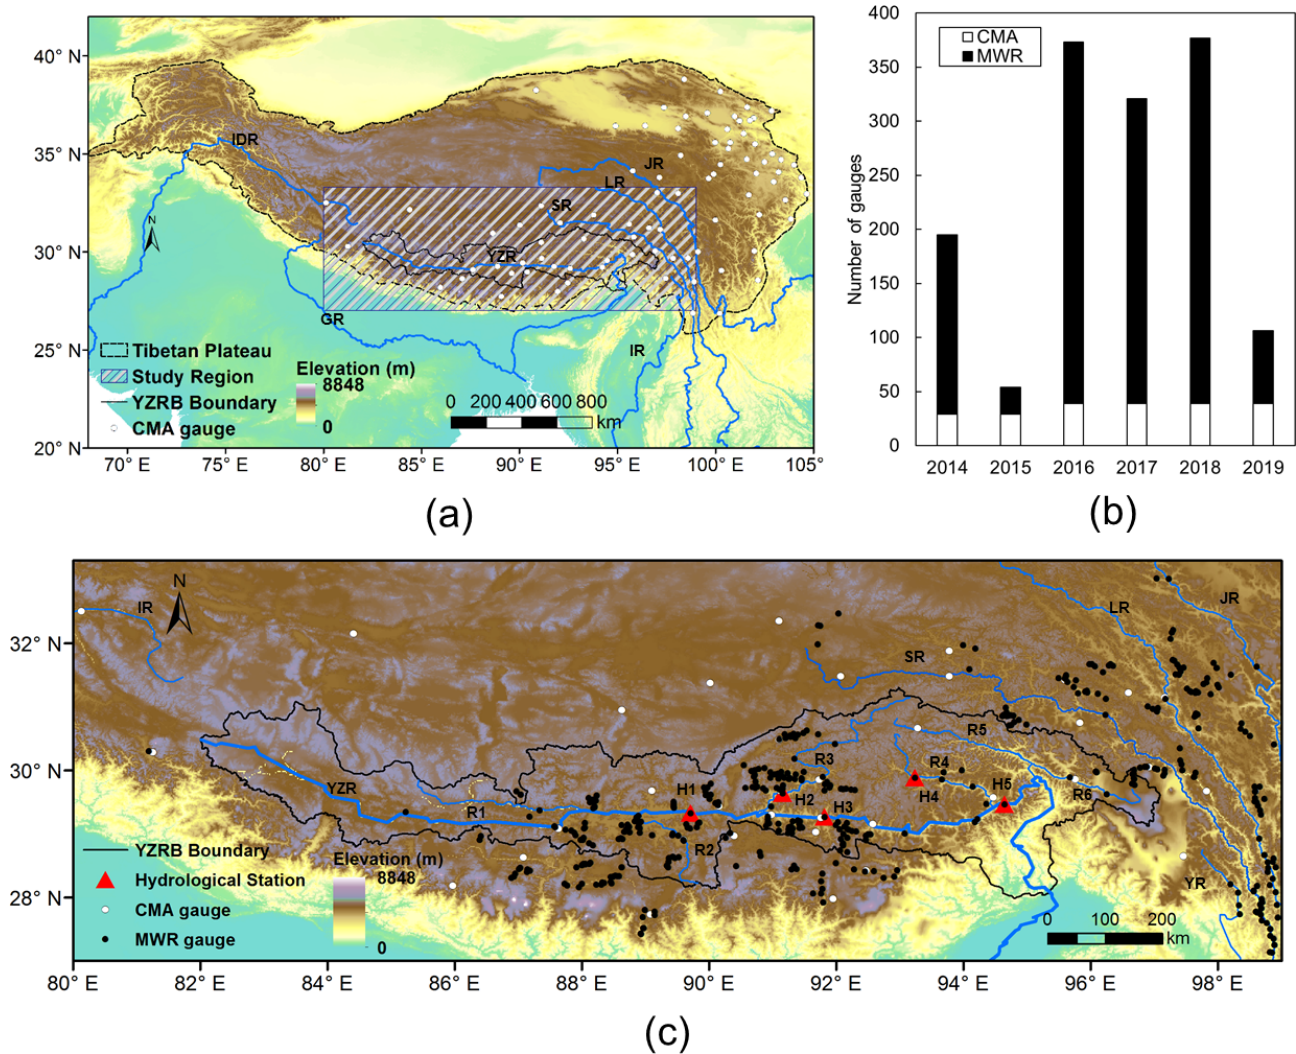 40° N
35° N
30° N
25° N
20° N
70° E
75° E
80° E
85° E
90° E
95° E
100° E
105°
IDR
JR
LR
SR
YZR
GR
IR
N
Tibetan Plateau
Study Region
YZRB Boundary
CMA gauge
Elevation (m)
8848
0
0 200 400 600 800
km
(a)
Number of gauges
400
350
300
250
200
150
100
50
0
CMA
MWR
2014 2015 2016 2017 2018 2019
(b)
32° N
30° N
28° N
80° E 82° E 84° E 86° E 88° E 90° E 92° E 94° E 96° E 98° E
N
IR
LR
JR
SR
R5
R3
R4
YZR
H1
H2
H3
H4
H5
R6
R1
R2
YR
YZRB Boundary
Hydrological Station
CMA gauge
MWR gauge
Elevation (m)
8848
0
0 100 200
km
(c)